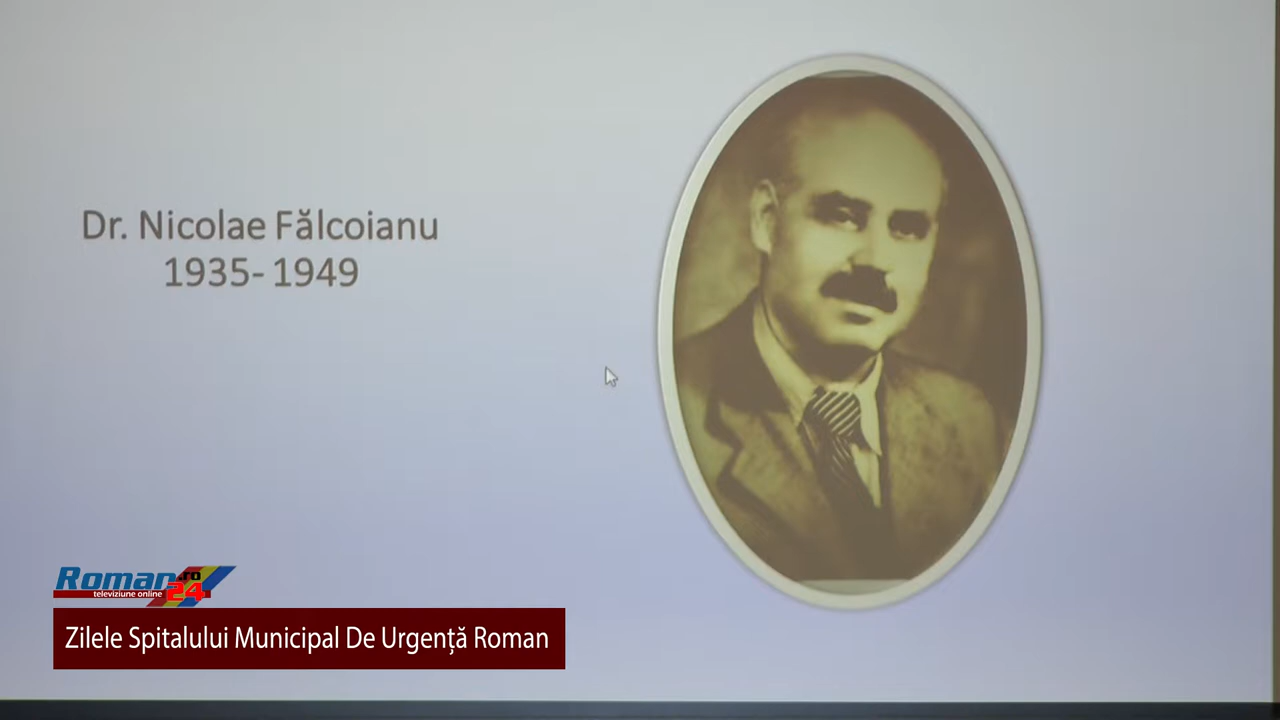 Dr. Nicolae Fălcoianu
1935- 1949
Roman.ro
24
televiziune online
Zilele Spitalului Municipal De Urgență Roman